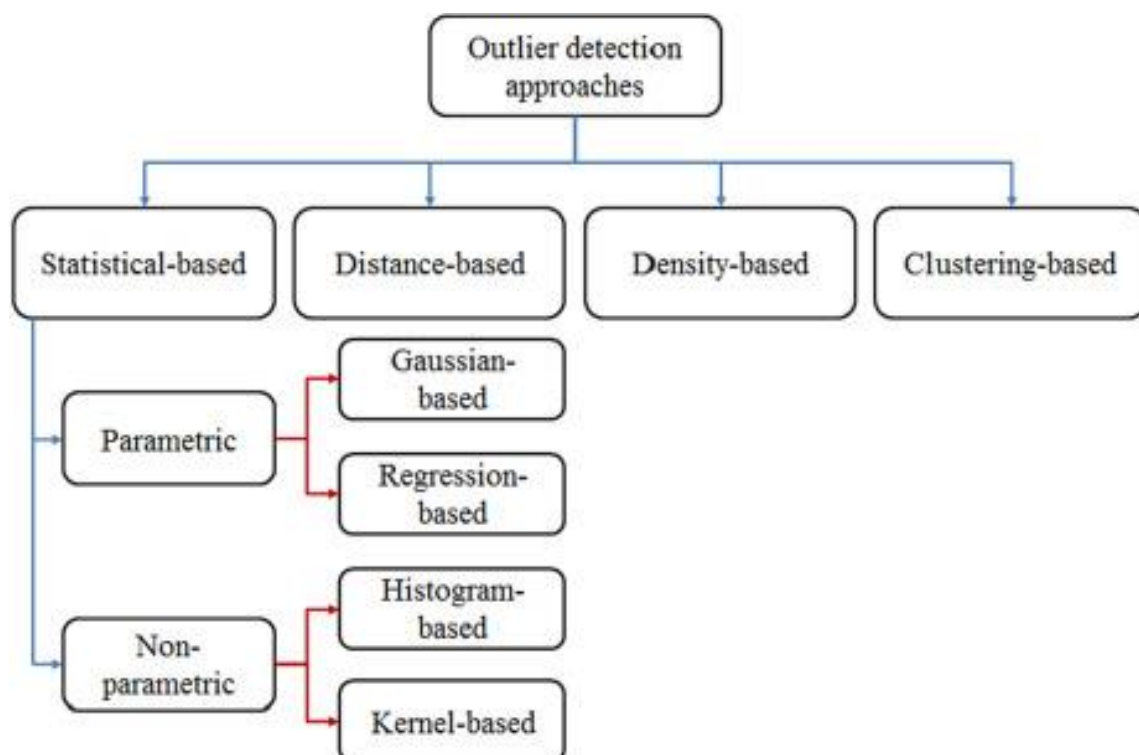 Outlier detection
approaches
Statistical-based
Distance-based
Density-based
Clustering-based
Gaussian-
based
Parametric
Regression-
based
Histogram-
based
Non-
parametric
Kernel-based